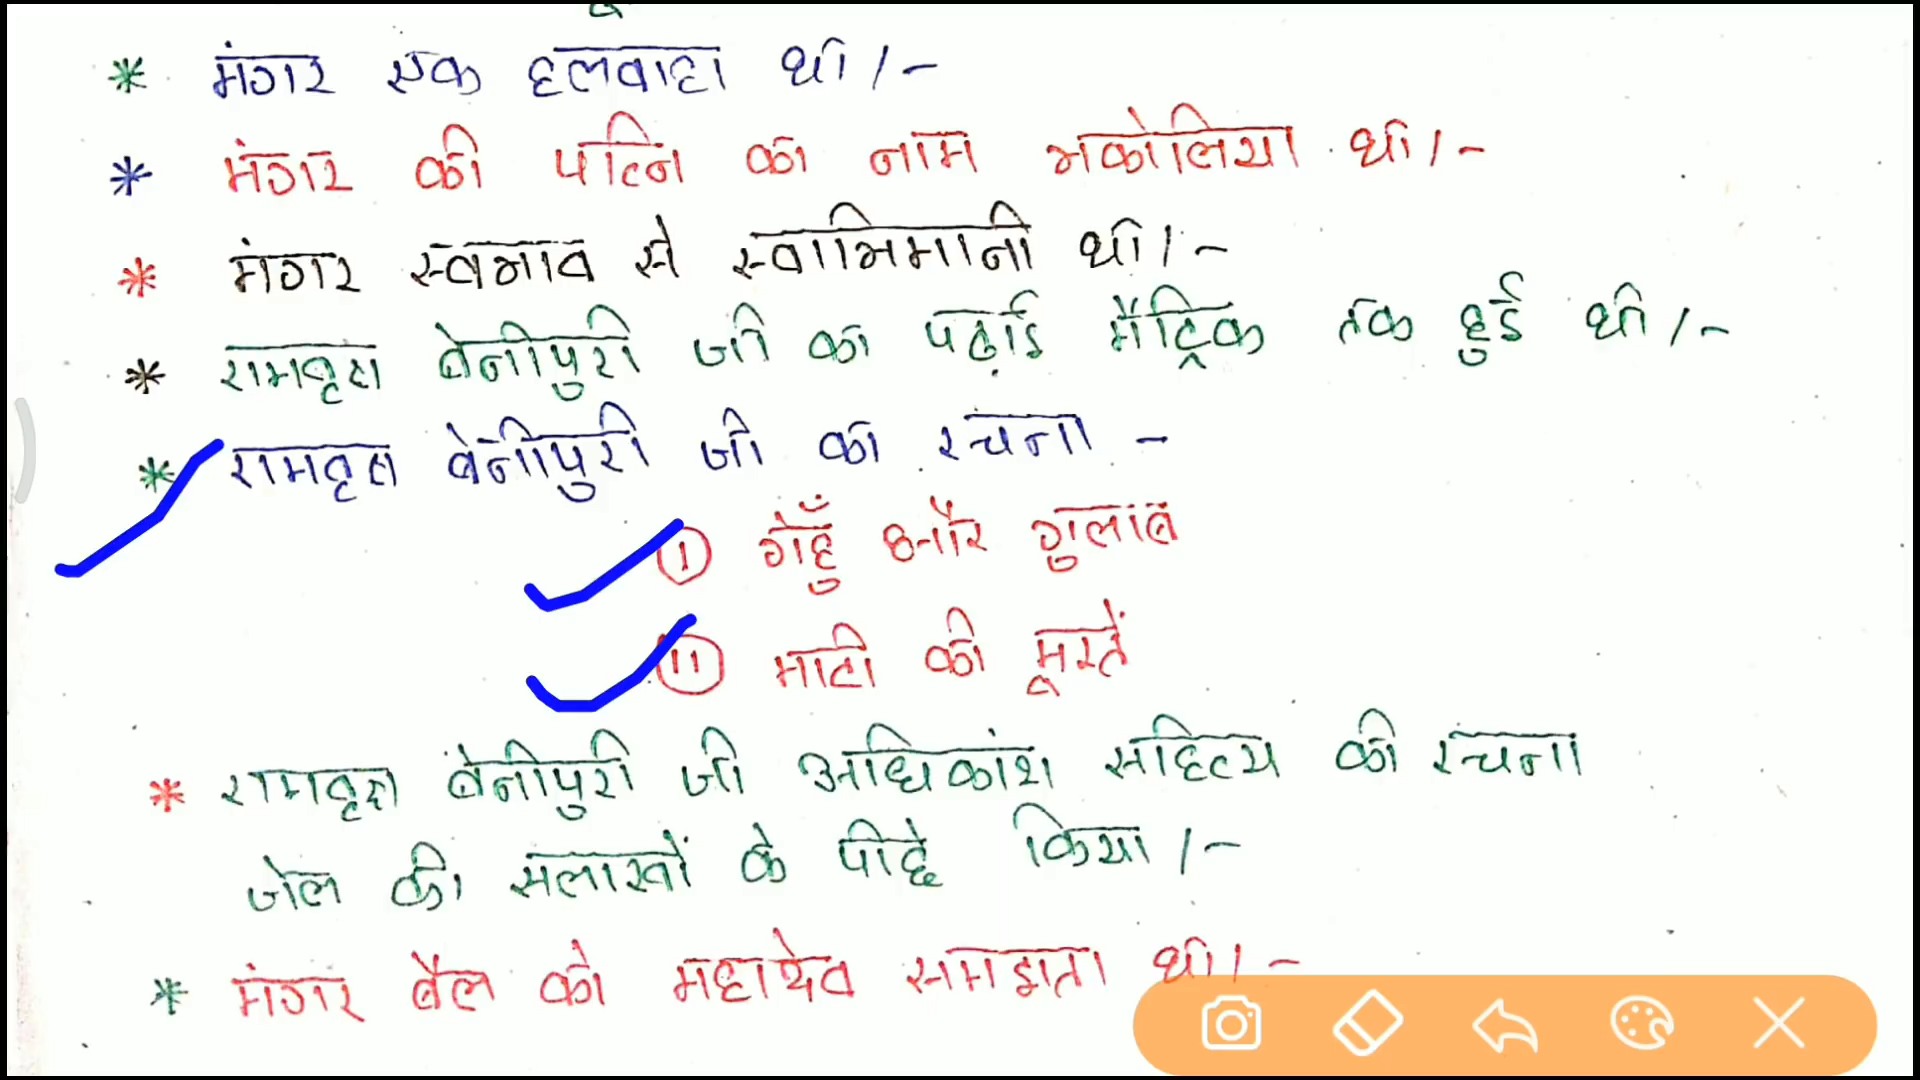 * मंगर एक हलवाहा था।-
* मंगर की पत्नि का नाम भकोलिया था।-
* मंगर स्वभाव से स्वाभिमानी था।-
* रामवृक्ष बेनीपुरी जी का पढ़ाई मैट्रिक तक हुई थी।-
* रामवृक्ष बेनीपुरी जी का रचना -
(I) गेहूँ और गुलाब
(II) माटी की मूरतें
* रामवृक्ष बेनीपुरी जी अधिकांश सहित्य की रचना
जेल की सलाखों के पीछे किया।-
* मंगर बैल को महादेव समझता था।-